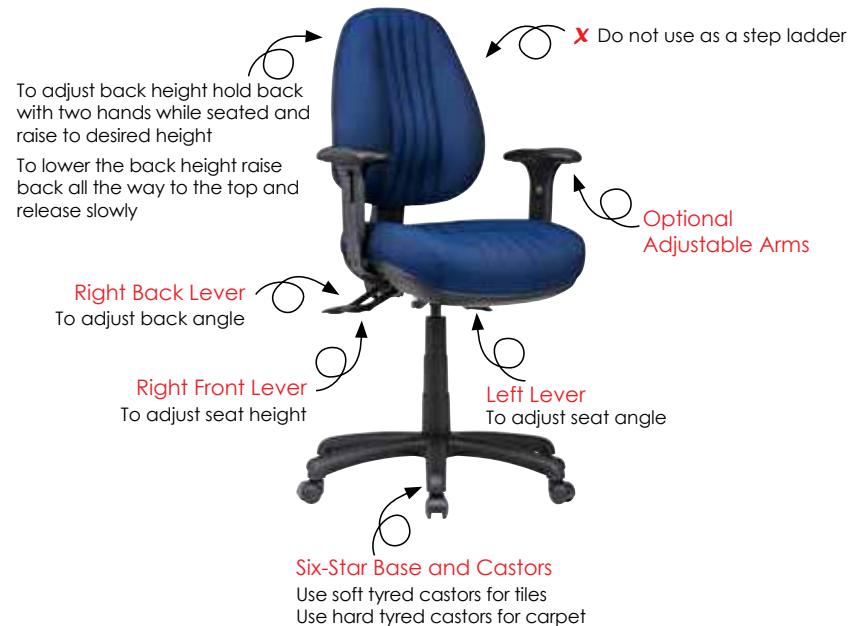 ✗ Do not use as a step ladder
To adjust back height hold back
with two hands while seated and
raise to desired height
To lower the back height raise
back all the way to the top and
release slowly
Optional
Adjustable Arms
Right Back Lever
To adjust back angle
Right Front Lever
To adjust seat height
Left Lever
To adjust seat angle
Six-Star Base and Castors
Use soft tyred castors for tiles
Use hard tyred castors for carpet